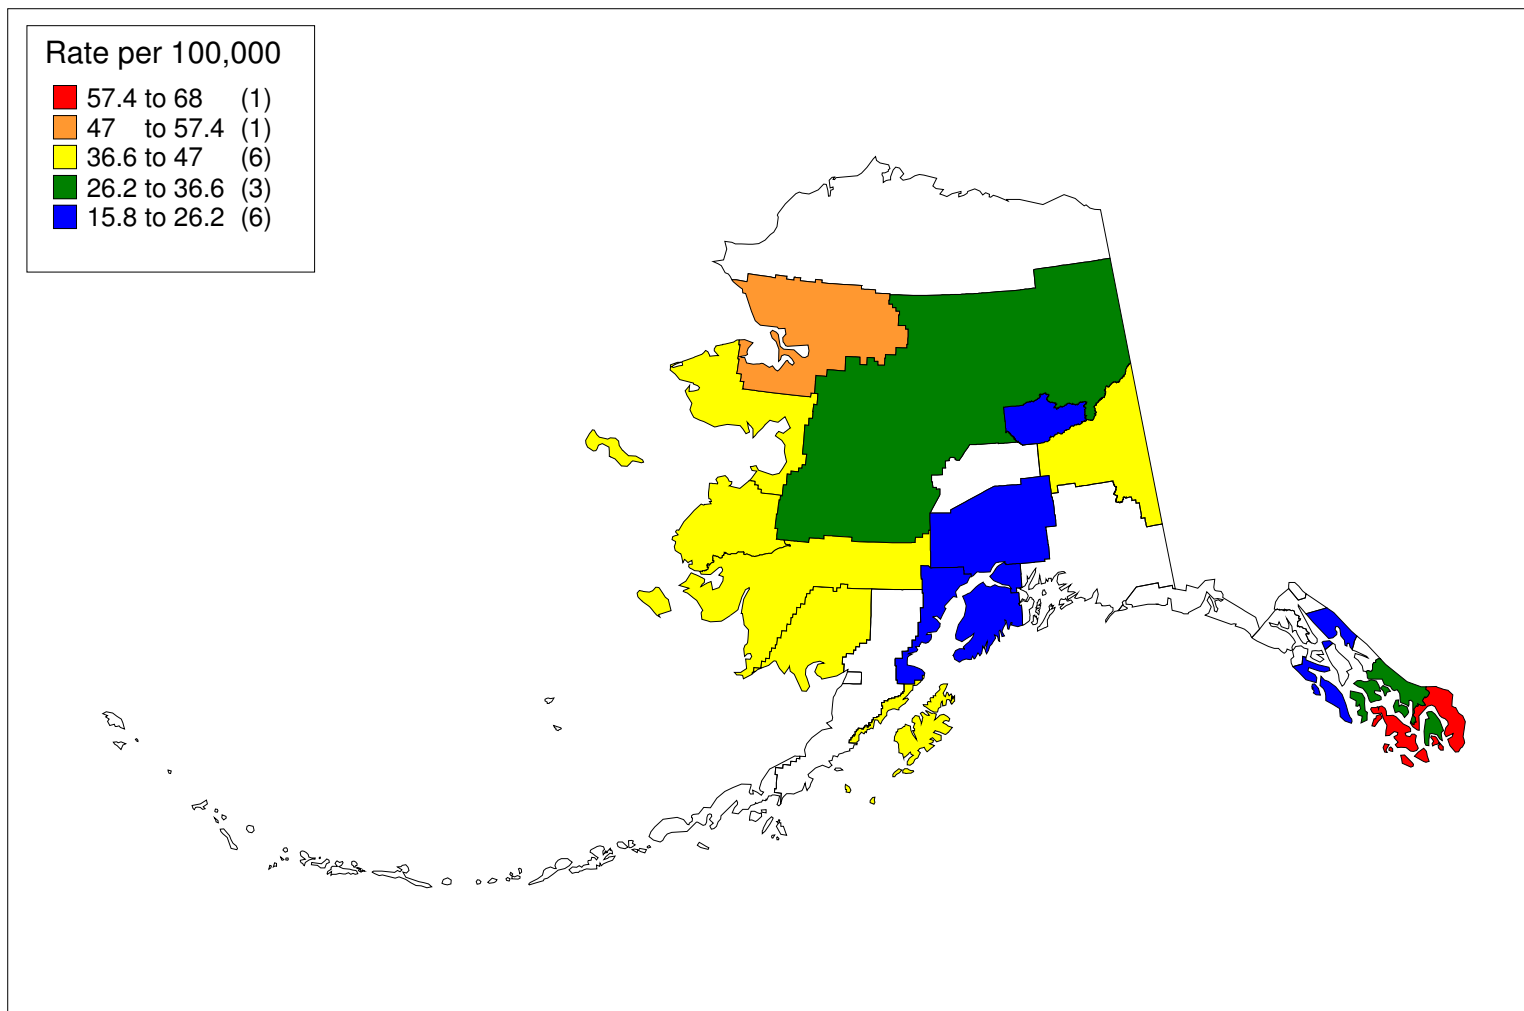 Rate per 100,000
57.4 to 68 (1)
47 to 57.4 (1)
36.6 to 47 (6)
26.2 to 36.6 (3)
15.8 to 26.2 (6)